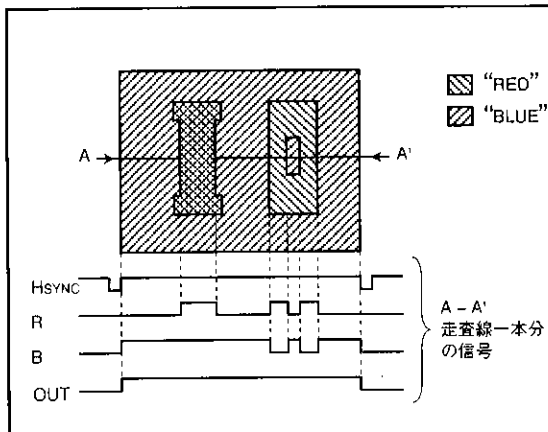 "RED"
"BLUE"
A
A'
HSYNC
R
B
OUT
A – A'
走査線一本分
の信号